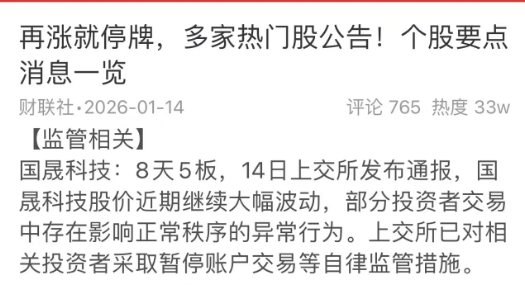 再涨就停牌，多家热门股公告！个股要点
消息一览
财联社·2026-01-14 评论 765 热度 33w
【监管相关】
国晟科技：8天5板，14日上交所发布通报，国
晟科技股价近期继续大幅波动，部分投资者交易
中存在影响正常秩序的异常行为。上交所已对相
关投资者采取暂停账户交易等自律监管措施。